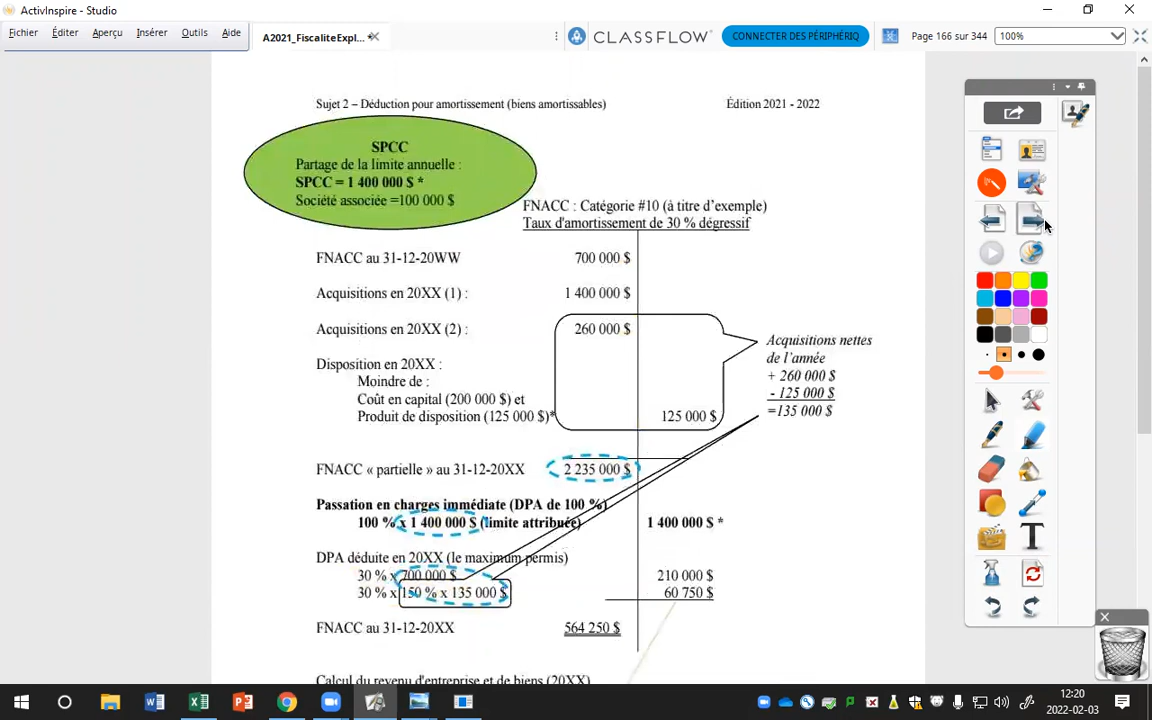 ActivInspire - Studio
Fichier Éditer Aperçu Insérer Outils Aide
A2021_FiscaliteExpl...
CLASSFLOW
CONNECTER DES PÉRIPHÉRIQ
Page 166 sur 344
100%
Sujet 2 – Déduction pour amortissement (biens amortissables) Édition 2021 - 2022
SPCC
Partage de la limite annuelle :
SPCC = 1 400 000 $ *
Société associée =100 000 $
FNACC : Catégorie #10 (à titre d'exemple)
Taux d'amortissement de 30 % dégressif
FNACC au 31-12-20WW 700 000 $
Acquisitions en 20XX (1) : 1 400 000 $
Acquisitions en 20XX (2) : 260 000 $
Disposition en 20XX :
Moindre de :
Coût en capital (200 000 $) et
Produit de disposition (125 000 $)* 125 000 $
Acquisitions nettes
de l'année
+ 260 000 $
- 125 000 $
=135 000 $
FNACC « partielle » au 31-12-20XX 2 235 000 $
Passation en charges immédiate (DPA de 100 %)
100 % x 1 400 000 $ (limite attribuée) 1 400 000 $ *
DPA déduite en 20XX (le maximum permis)
30 % x 700 000 $ 210 000 $
30 % x 150 % x 135 000 $ 60 750 $
FNACC au 31-12-20XX 564 250 $
Calcul du revenu d'entreprise et de biens (20XX)
12:20
2022-02-03